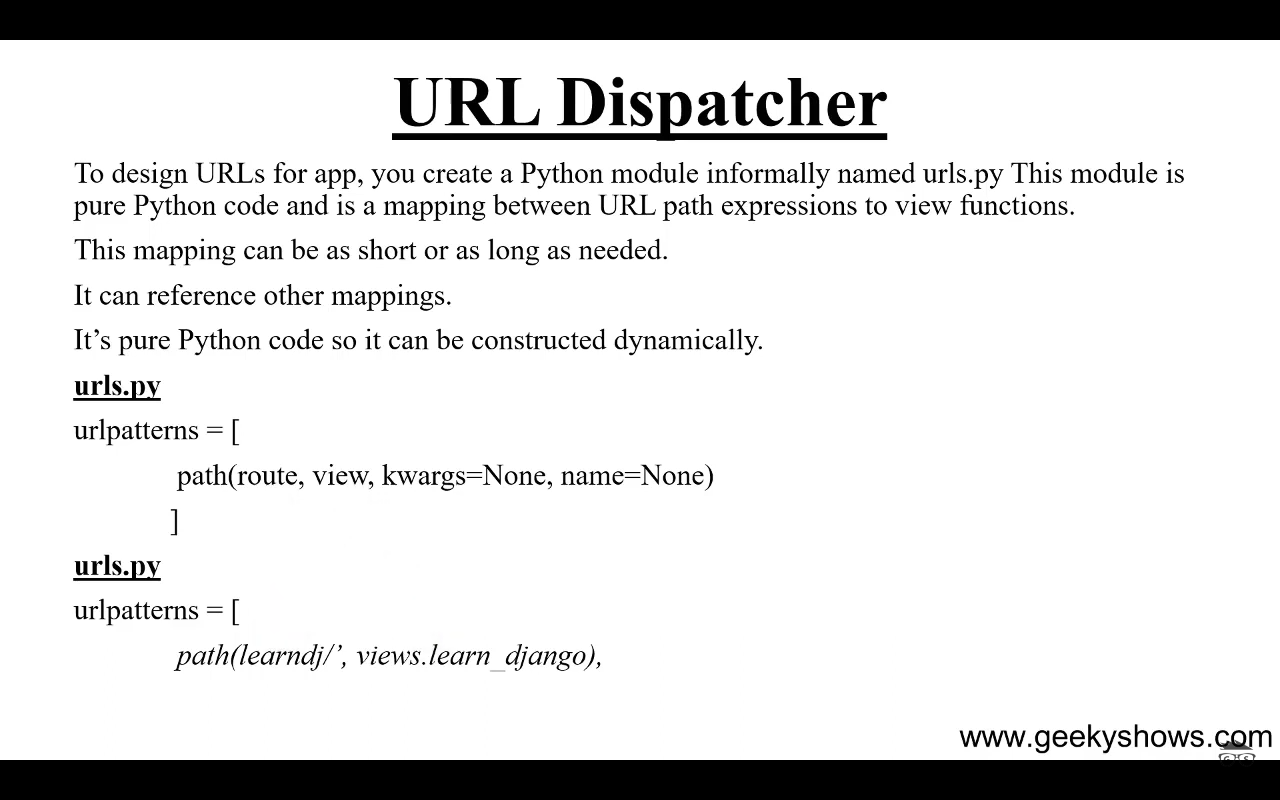 URL Dispatcher
To design URLs for app, you create a Python module informally named urls.py This module is
pure Python code and is a mapping between URL path expressions to view functions.
This mapping can be as short or as long as needed.
It can reference other mappings.
It’s pure Python code so it can be constructed dynamically.
urls.py
urlpatterns = [
path(route, view, kwargs=None, name=None)
]
urls.py
urlpatterns = [
path(learndj/’, views.learn_django),
www.geekyshows.com